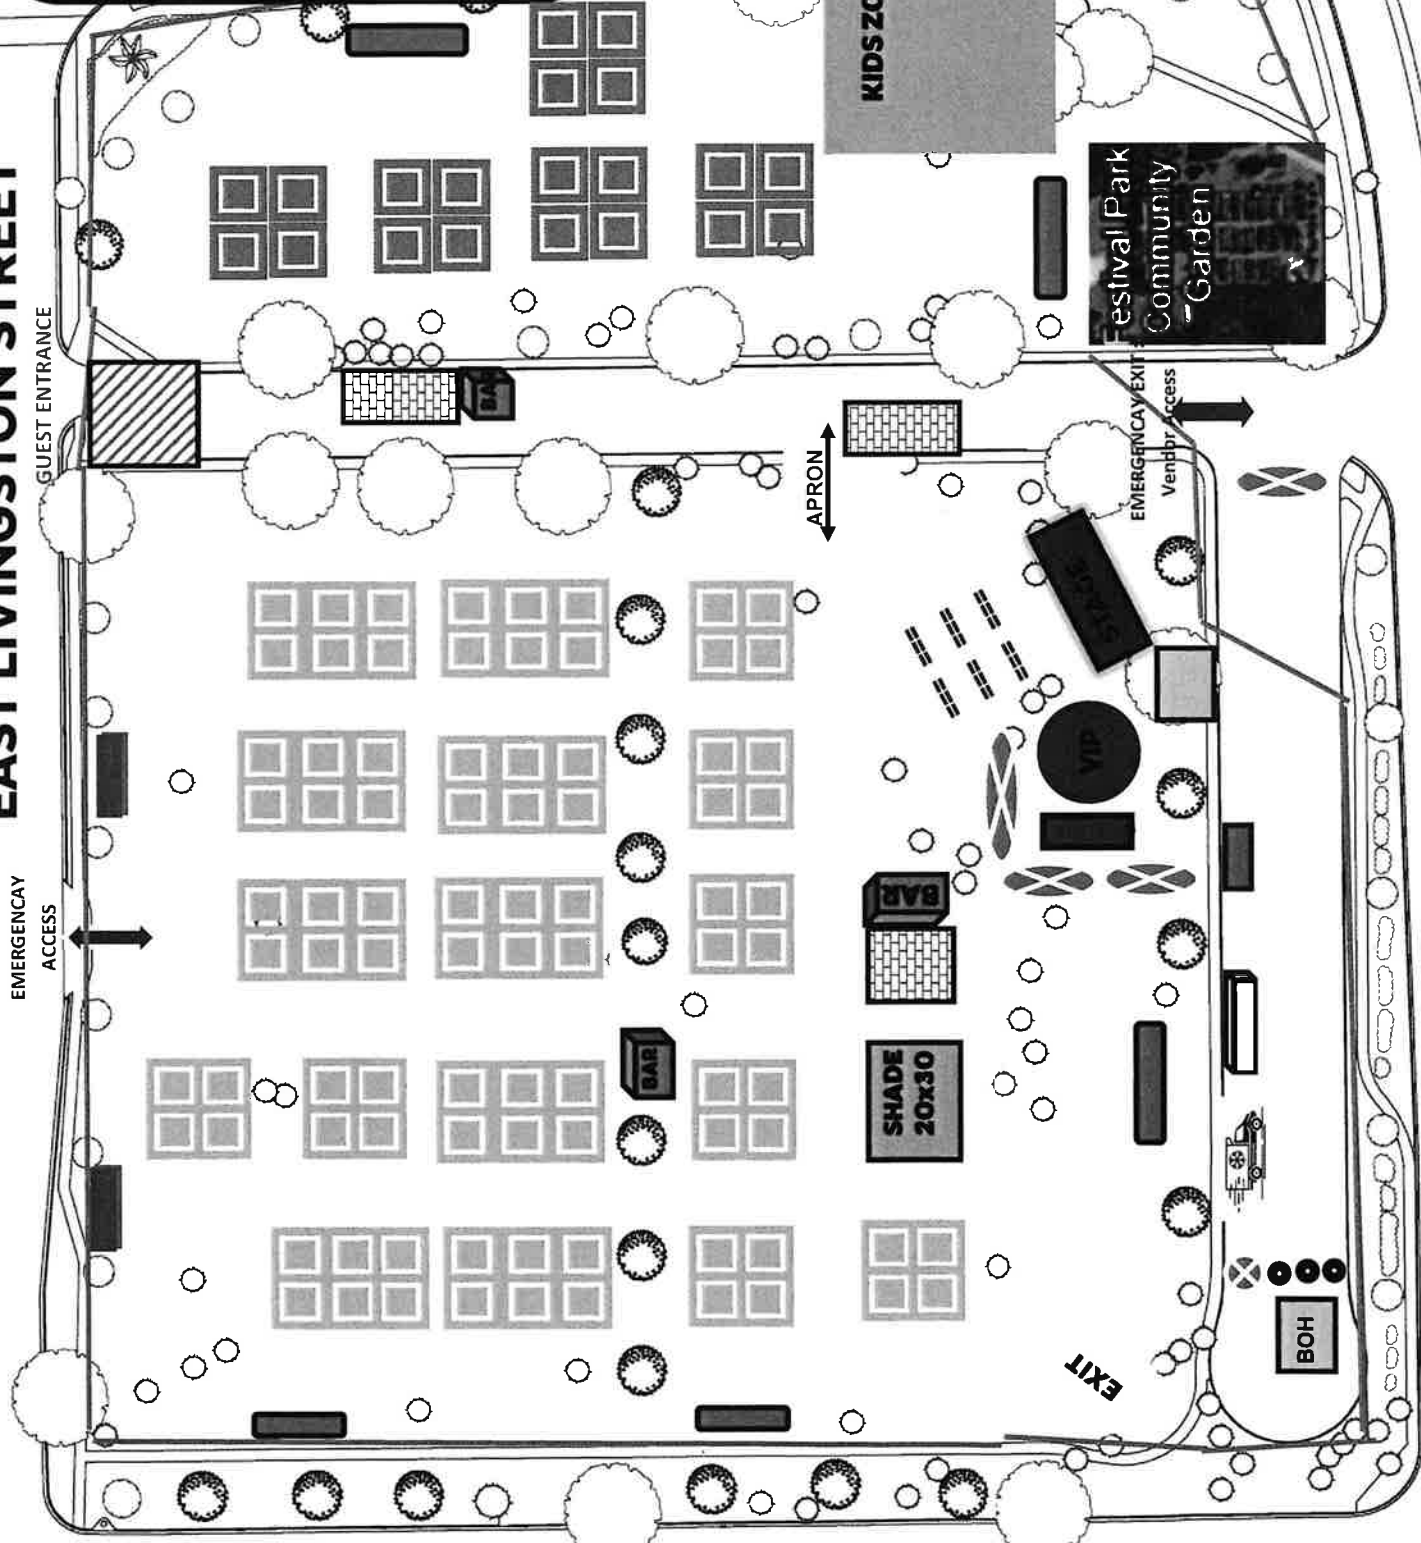 EAST LIVINGSTON STREET
GUEST ENTRANCE
EMERGENCAY
ACCESS
KIDS ZO
Festival Park
Community
Garden
BAR
APRON
EMERGENCAY EXIT
Vendor Access
STAGE
VIP
BAR
BAR
SHADE
20x30
EXIT
BOH